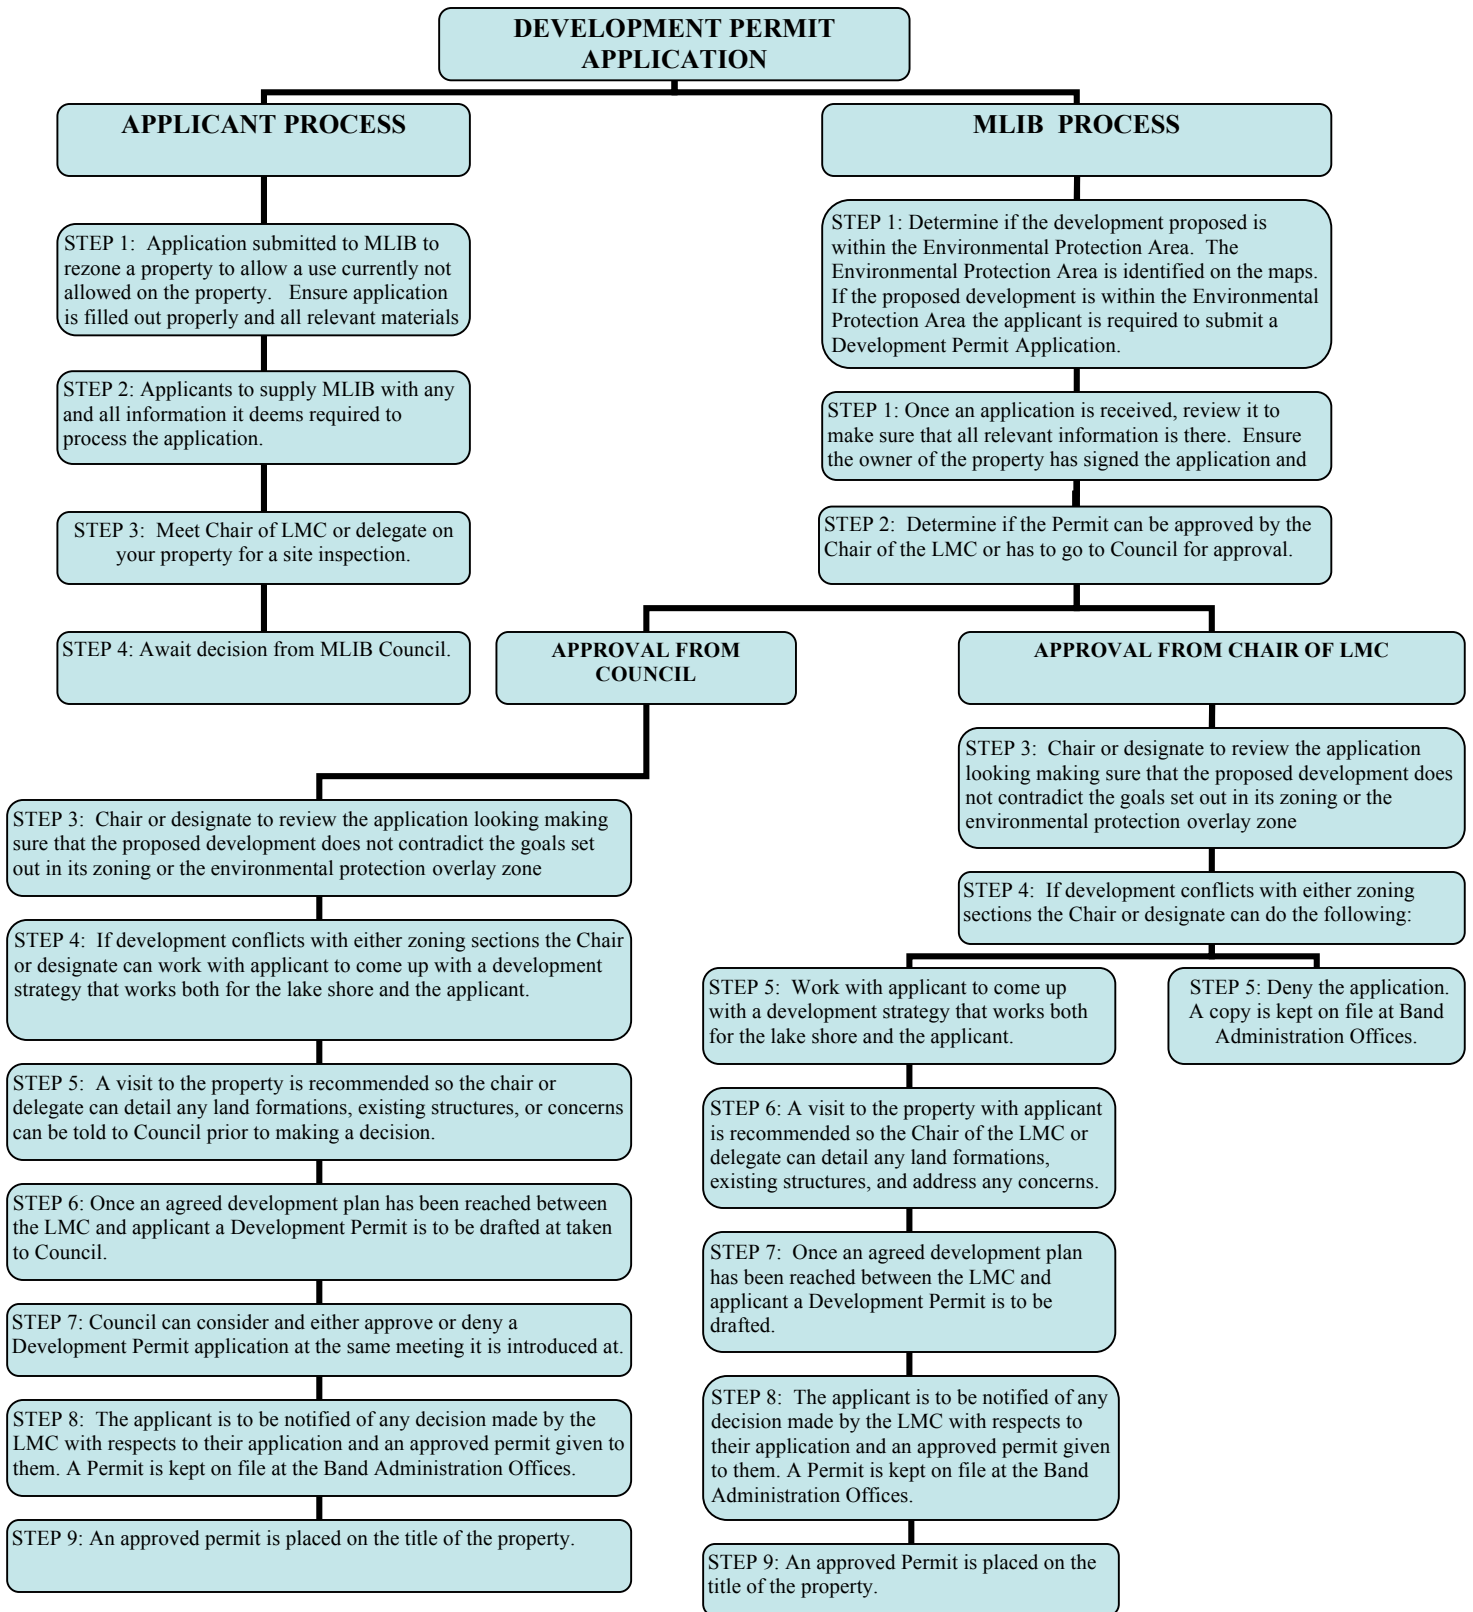 DEVELOPMENT PERMIT
APPLICATION
APPLICANT PROCESS
STEP 1:  Application submitted to MLIB to
rezone a property to allow a use currently not
allowed on the property.   Ensure application
is filled out properly and all relevant materials
STEP 2: Applicants to supply MLIB with any
and all information it deems required to
process the application.
STEP 3:  Meet Chair of LMC or delegate on
your property for a site inspection.
STEP 4: Await decision from MLIB Council.
MLIB  PROCESS
STEP 1: Determine if the development proposed is
within the Environmental Protection Area.  The
Environmental Protection Area is identified on the maps.
If the proposed development is within the Environmental
Protection Area the applicant is required to submit a
Development Permit Application.
STEP 1: Once an application is received, review it to
make sure that all relevant information is there.  Ensure
the owner of the property has signed the application and
STEP 2:  Determine if the Permit can be approved by the
Chair of the LMC or has to go to Council for approval.
APPROVAL FROM
COUNCIL
STEP 3:  Chair or designate to review the application looking making
sure that the proposed development does not contradict the goals set
out in its zoning or the environmental protection overlay zone
STEP 4:  If development conflicts with either zoning sections the Chair
or designate can work with applicant to come up with a development
strategy that works both for the lake shore and the applicant.
STEP 5:  A visit to the property is recommended so the chair or
delegate can detail any land formations, existing structures, or concerns
can be told to Council prior to making a decision.
STEP 6: Once an agreed development plan has been reached between
the LMC and applicant a Development Permit is to be drafted at taken
to Council.
STEP 7: Council can consider and either approve or deny a
Development Permit application at the same meeting it is introduced at.
STEP 8:  The applicant is to be notified of any decision made by the
LMC with respects to their application and an approved permit given to
them. A Permit is kept on file at the Band Administration Offices.
STEP 9: An approved permit is placed on the title of the property.
APPROVAL FROM CHAIR OF LMC
STEP 3:  Chair or designate to review the application
looking making sure that the proposed development does
not contradict the goals set out in its zoning or the
environmental protection overlay zone
STEP 4:  If development conflicts with either zoning
sections the Chair or designate can do the following:
STEP 5:  Work with applicant to come up
with a development strategy that works both
for the lake shore and the applicant.
STEP 6: A visit to the property with applicant
is recommended so the Chair of the LMC or
delegate can detail any land formations,
existing structures, and address any concerns.
STEP 7:  Once an agreed development plan
has been reached between the LMC and
applicant a Development Permit is to be
drafted.
STEP 8:  The applicant is to be notified of any
decision made by the LMC with respects to
their application and an approved permit given
to them. A Permit is kept on file at the Band
Administration Offices.
STEP 9: An approved Permit is placed on the
title of the property.
STEP 5: Deny the application.
A copy is kept on file at Band
Administration Offices.